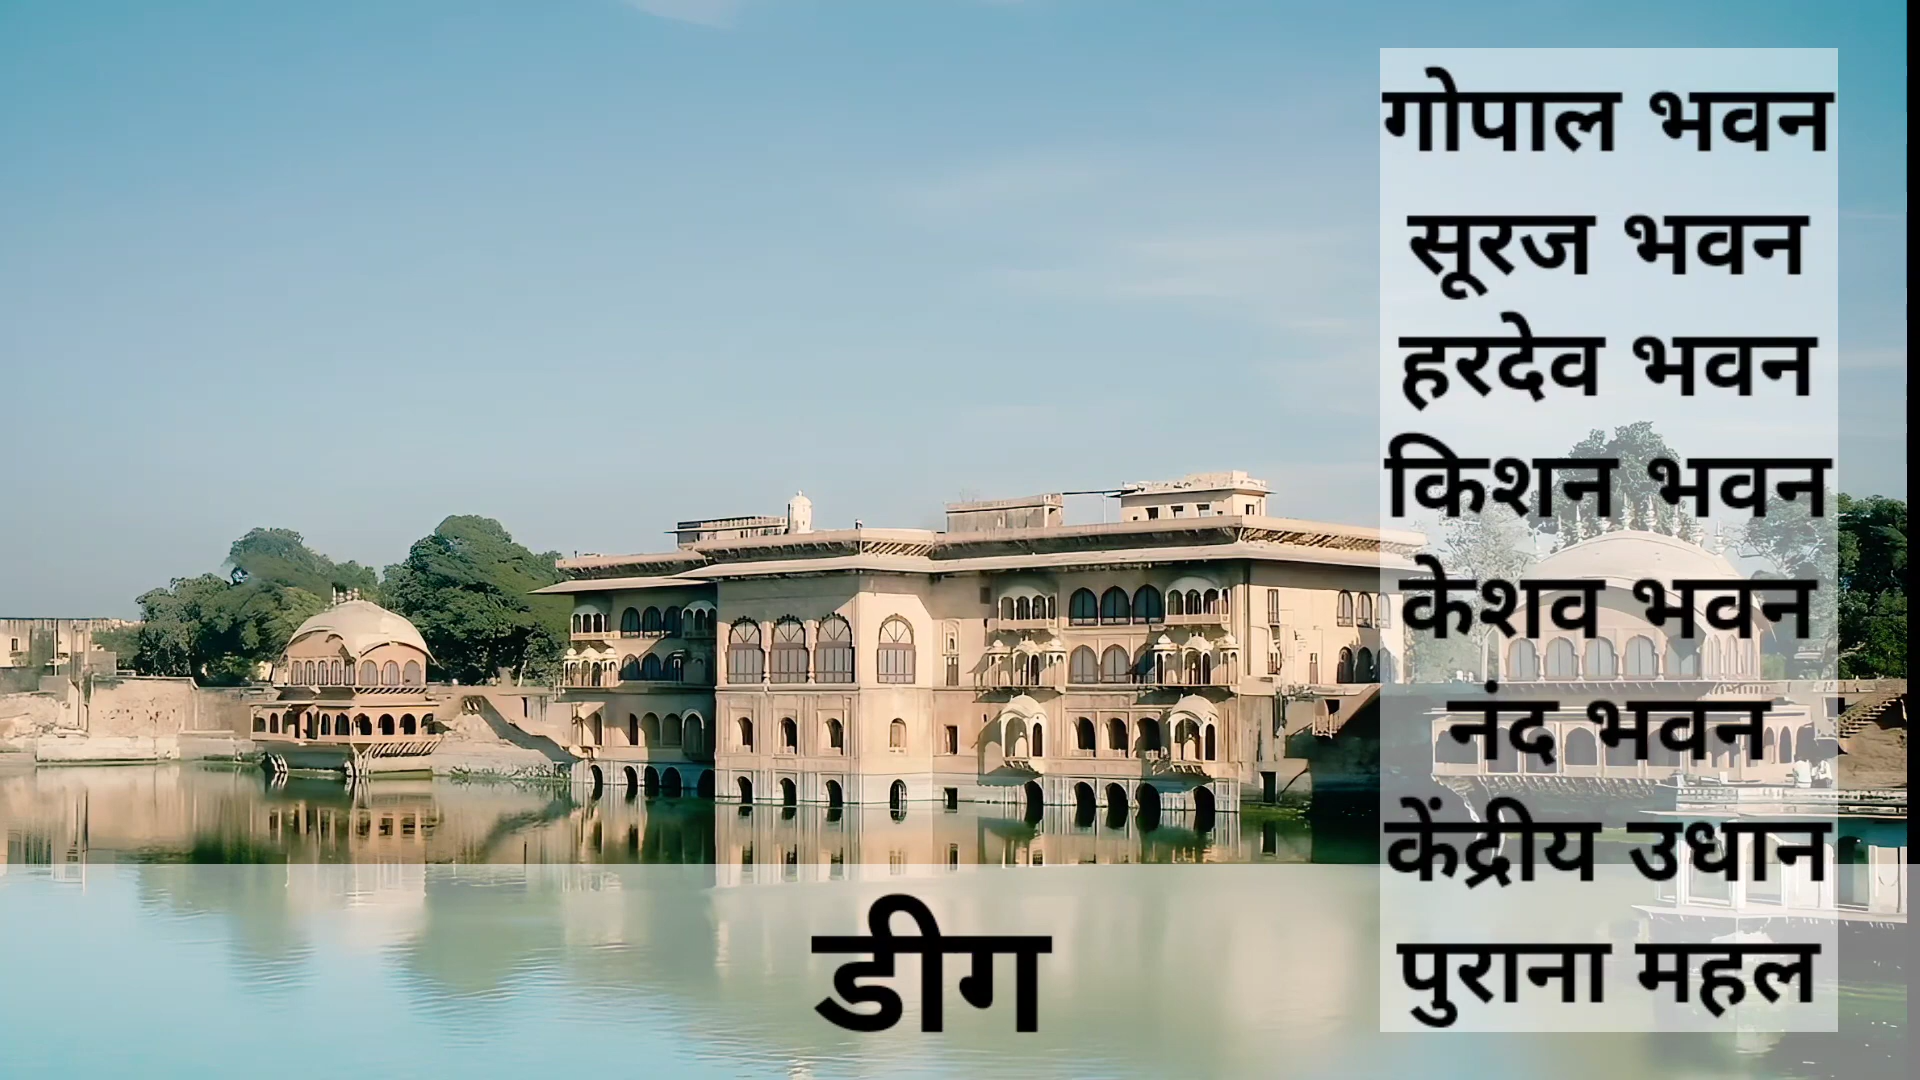 गोपाल भवन
सूरज भवन
हरदेव भवन
किशन भवन
केशव भवन
नंद भवन
केंद्रीय उधान
पुराना महल
डीग